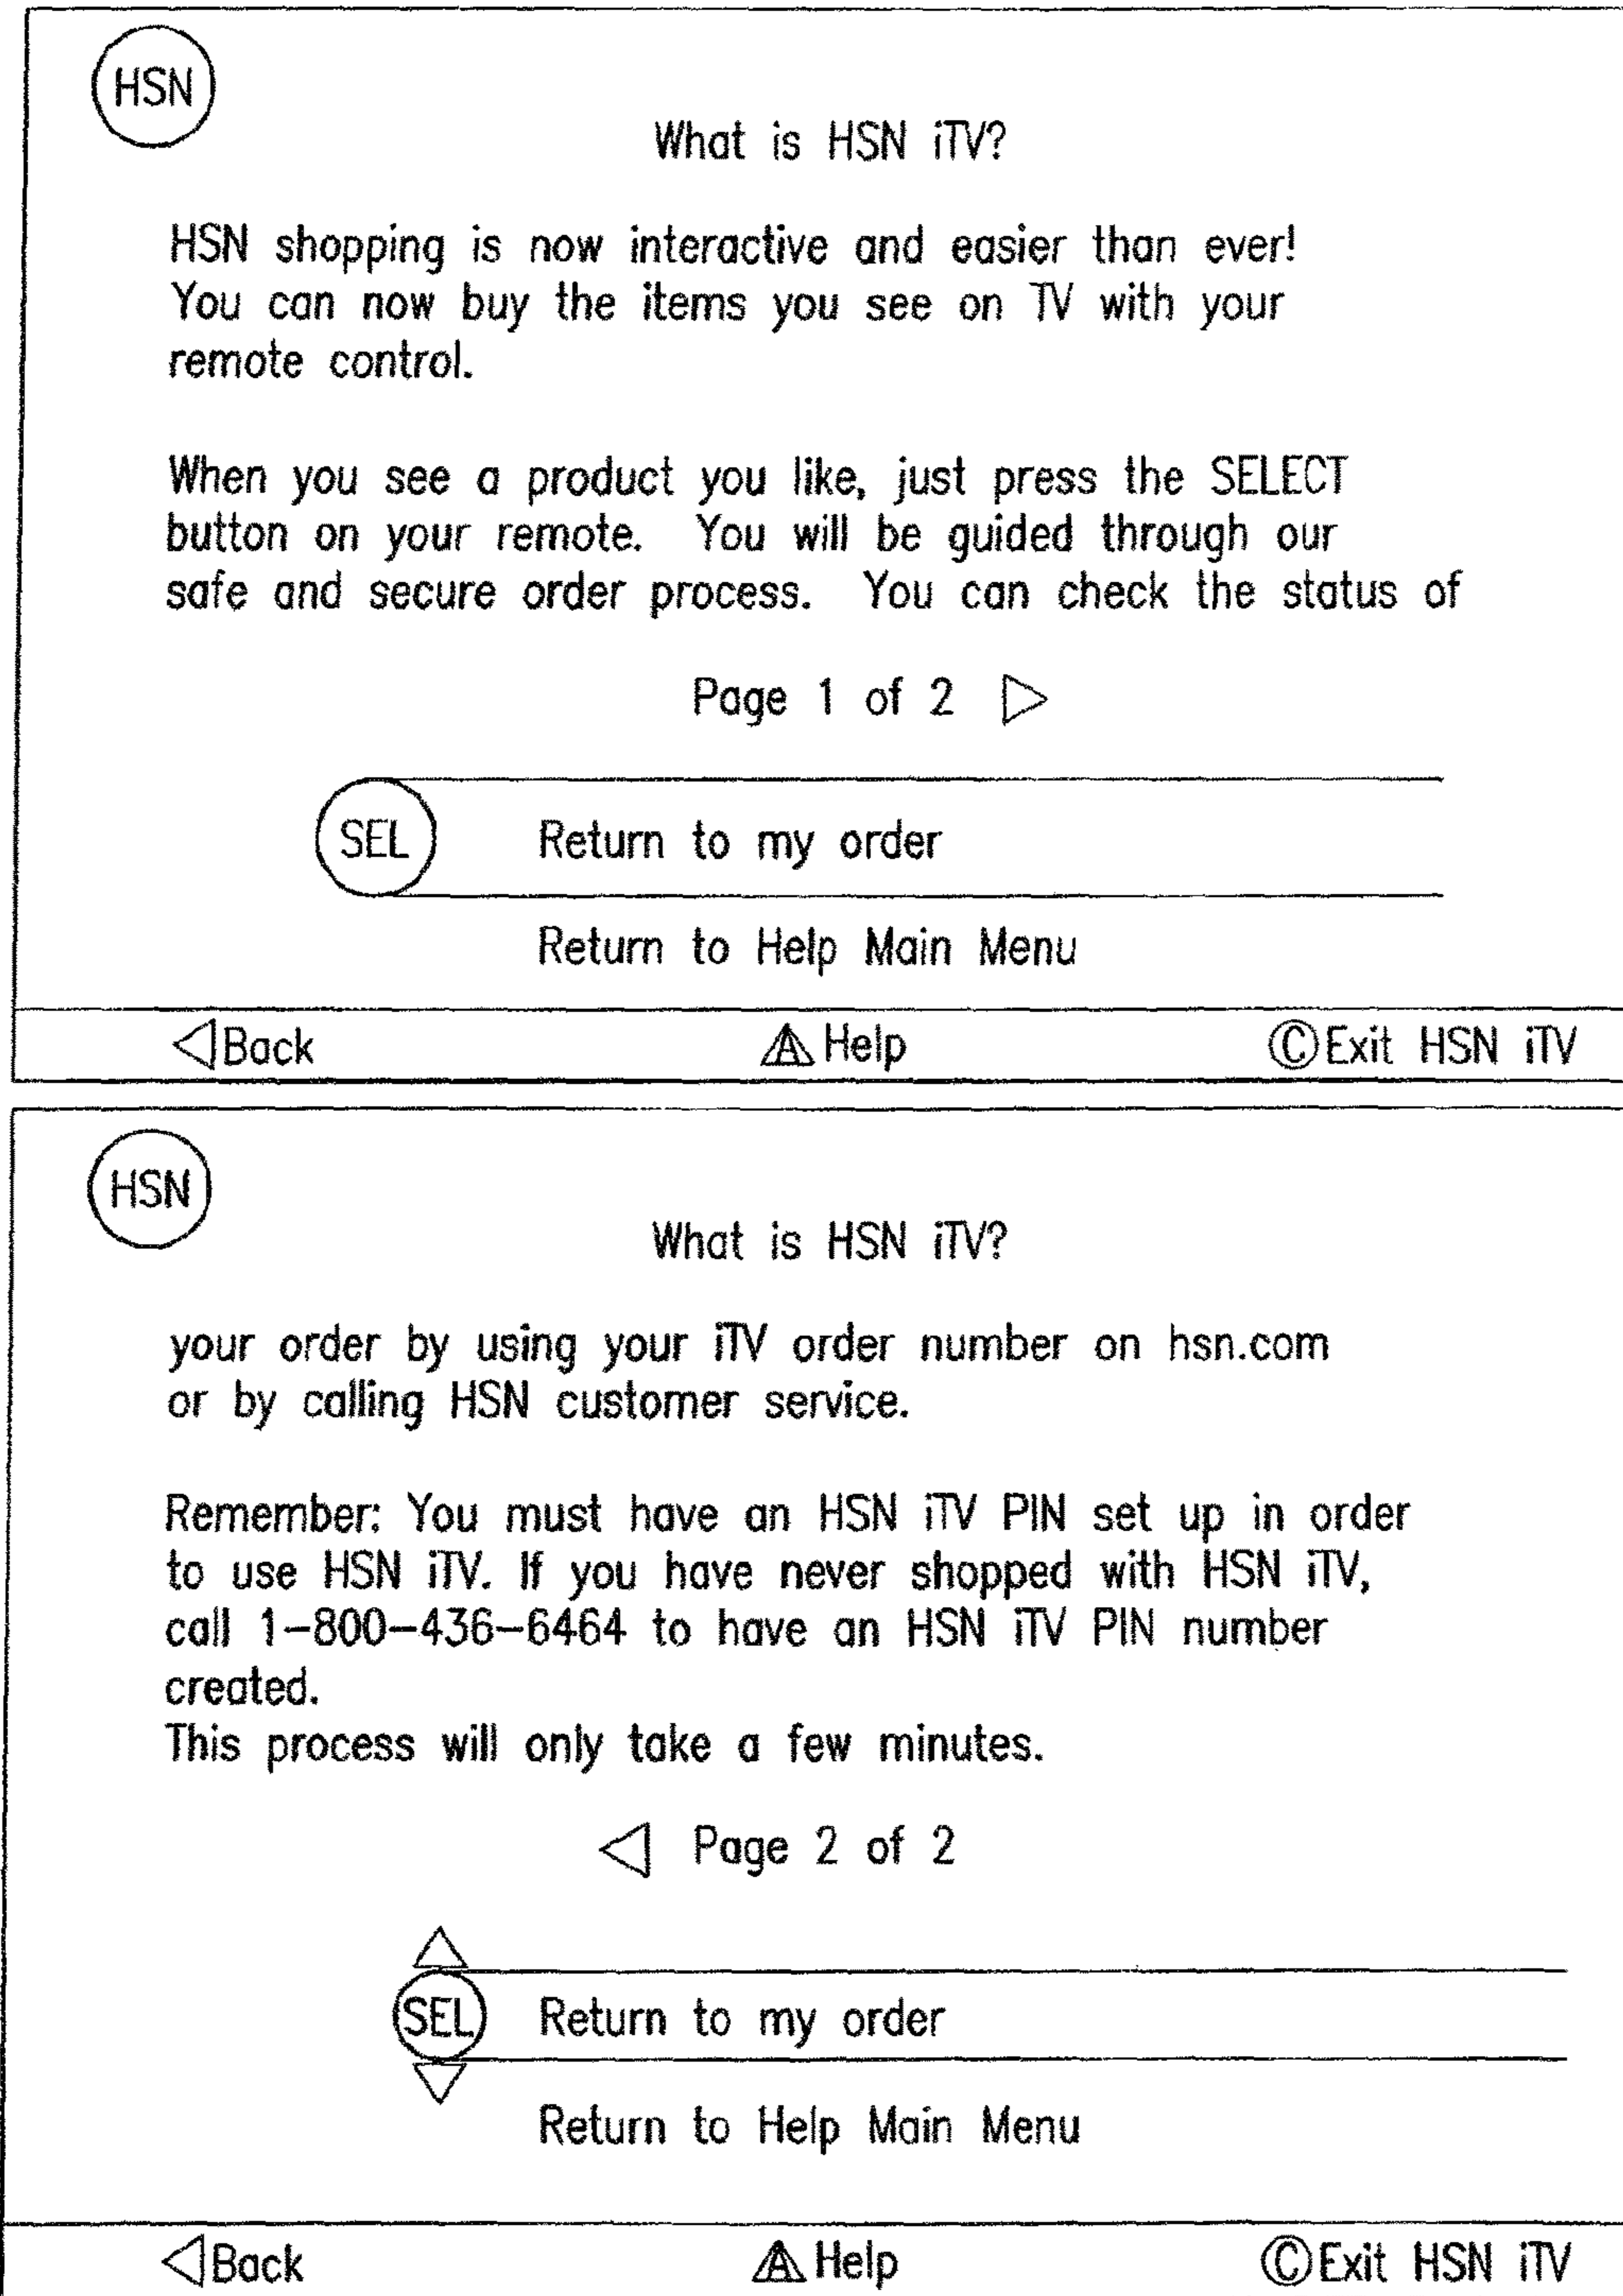 HSN
What is HSN iTV?
HSN shopping is now interactive and easier than ever!
You can now buy the items you see on TV with your
remote control.
When you see a product you like, just press the SELECT
button on your remote. You will be guided through our
safe and secure order process. You can check the status of
Page 1 of 2 ▷
SEL Return to my order
Return to Help Main Menu
◁Back A Help ©Exit HSN iTV
HSN
What is HSN iTV?
your order by using your iTV order number on hsn.com
or by calling HSN customer service.
Remember: You must have an HSN iTV PIN set up in order
to use HSN iTV. If you have never shopped with HSN iTV,
call 1-800-436-6464 to have an HSN iTV PIN number
created.
This process will only take a few minutes.
◁ Page 2 of 2
SEL Return to my order
Return to Help Main Menu
◁Back A Help ©Exit HSN iTV